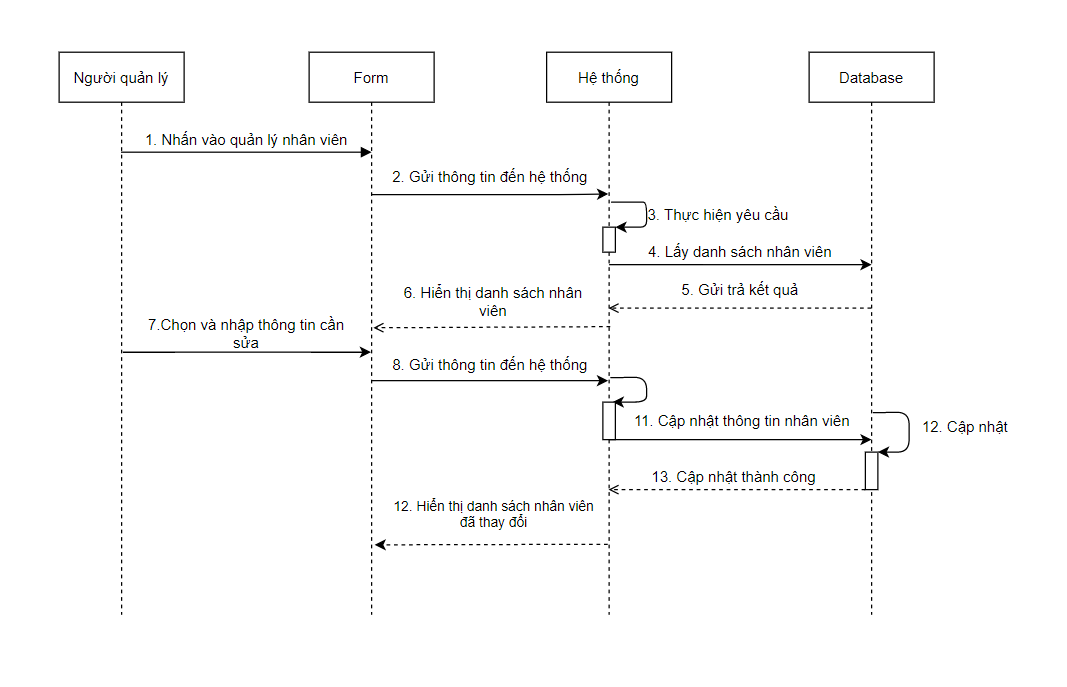 Người quản lý
Form
Hệ thống
Database
1. Nhấn vào quản lý nhân viên
2. Gửi thông tin đến hệ thống
3. Thực hiện yêu cầu
4. Lấy danh sách nhân viên
5. Gửi trả kết quả
6. Hiển thị danh sách nhân
viên
7.Chọn và nhập thông tin cần
sửa
8. Gửi thông tin đến hệ thống
11. Cập nhật thông tin nhân viên
12. Cập nhật
13. Cập nhật thành công
12. Hiển thị danh sách nhân viên
đã thay đổi